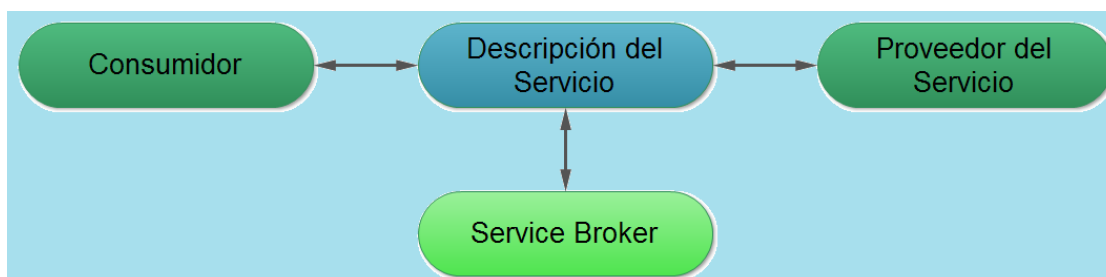 Consumidor
Descripción del
Servicio
Proveedor del
Servicio
Service Broker